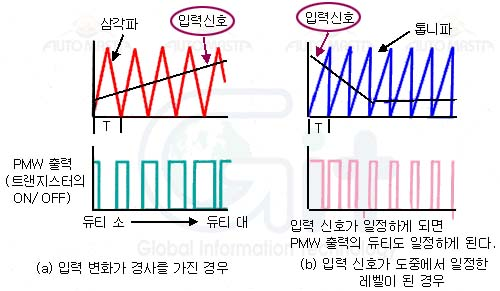 삼각파
입력신호
T
PMW 출력
(트랜지스터의
ON/OFF)
듀티 소
듀티 대
(a) 입력 변화가 경사를 가진 경우
입력신호
톱니파
T
입력 신호가 일정하게 되면
PMW 출력의 듀티도 일정하게 된다.
(b) 입력 신호가 도중에서 일정한
레벨이 된 경우
Global Information